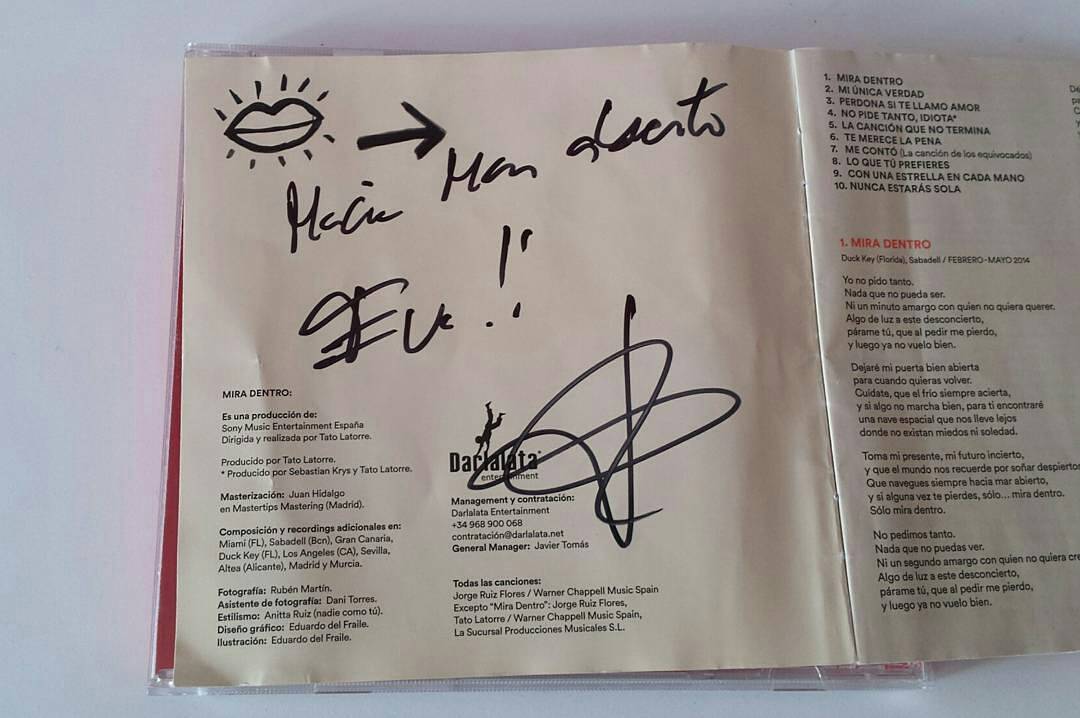 MIRA DENTRO:
Es una producción de:
Sony Music Entertainment España
Dirigida y realizada por Tato Latorre.
Producido por Tato Latorre.
* Producido por Sebastian Krys y Tato Latorre.
Masterización: Juan Hidalgo
en Mastertips Mastering (Madrid).
Composición y recordings adicionales en:
Miami (FL), Sabadell (Bcn), Gran Canaria,
Duck Key (FL), Los Angeles (CA), Sevilla,
Altea (Alicante), Madrid y Murcia.
Fotografía: Rubén Martín.
Asistente de fotografía: Dani Torres.
Estilismo: Anitta Ruiz (nadie como tú).
Diseño gráfico: Eduardo del Fraile.
Ilustración: Eduardo del Fraile.
Darlalata
entertainment
Management y contratación:
Darlalata Entertainment
+34 968 900 068
contratación@darlalata.net
General Manager: Javier Tomás
Todas las canciones:
Jorge Ruiz Flores / Warner Chappell Music Spain
Excepto "Mira Dentro": Jorge Ruiz Flores,
Tato Latorre / Warner Chappell Music Spain,
La Sucursal Producciones Musicales S.L.
1. MIRA DENTRO
2. MI ÚNICA VERDAD
3. PERDONA SI TE LLAMO AMOR
4. NO PIDE TANTO, IDIOTA*
5. LA CANCIÓN QUE NO TERMINA
6. TE MERECE LA PENA
7. ME CONTÓ (La canción de los equivocados)
8. LO QUE TÚ PREFIERES
9. CON UNA ESTRELLA EN CADA MANO
10. NUNCA ESTARÁS SOLA
1. MIRA DENTRO
Duck Key (Florida), Sabadell / FEBRERO-MAYO 2014
Yo no pido tanto.
Nada que no pueda ser.
Ni un minuto amargo con quien no quiera querer.
Algo de luz a este desconcierto,
párame tú, que al pedir me pierdo,
y luego ya no vuelo bien.
Dejaré mi puerta bien abierta
para cuando quieras volver.
Cuídate, que el frío siempre acierta,
y si algo no marcha bien, para ti encontraré
una nave espacial que nos lleve lejos
donde no existan miedos ni soledad.
Toma mi presente, mi futuro incierto,
y que el mundo nos recuerde por soñar despiertos
Que navegues siempre hacia mar abierto,
y si alguna vez te pierdes, sólo... mira dentro.
Sólo mira dentro.
No pedimos tanto.
Nada que no puedas ver.
Ni un segundo amargo con quien no quiera
Algo de luz a este desconcierto,
párame tú, que al pedir me pierdo,
y luego ya no vuelo bien.